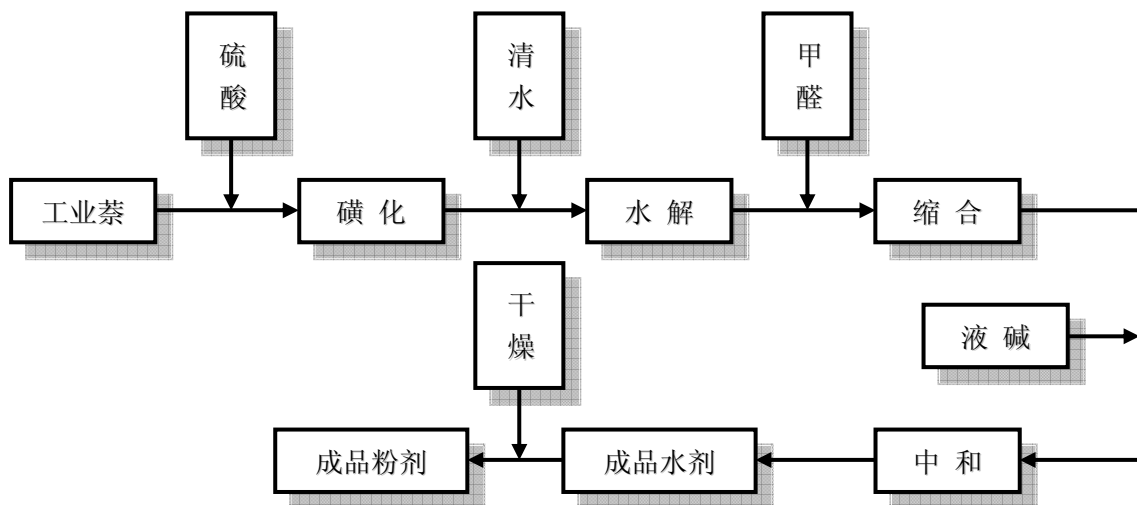 硫
酸
清
水
甲
醛
工业萘
磺 化
水 解
缩 合
干
燥
液 碱
成品粉剂
成品水剂
中 和